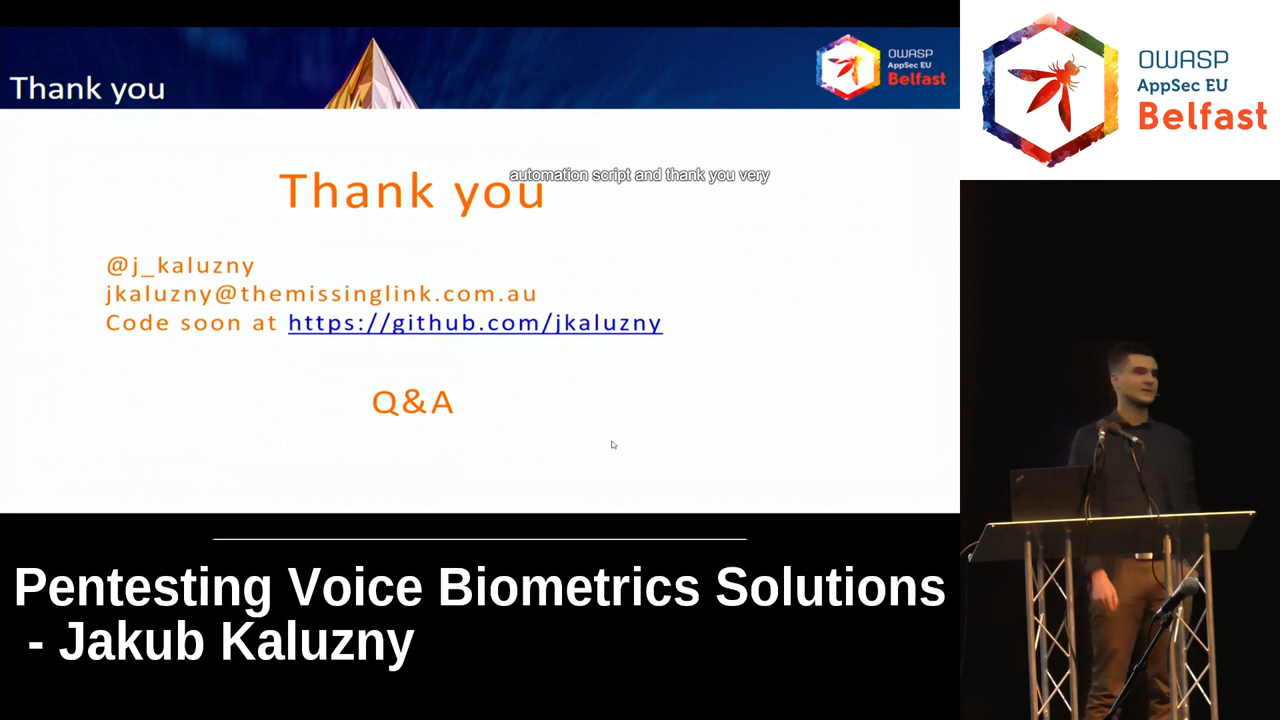 Thank you
OWASP
AppSec EU
Belfast
OWASP
AppSec EU
Belfast
Thank you
automation script and thank you very
@j_kaluzny
jkaluzny@themissinglink.com.au
Code soon at https://github.com/jkaluzny
Q&A
Pentesting Voice Biometrics Solutions
- Jakub Kaluzny